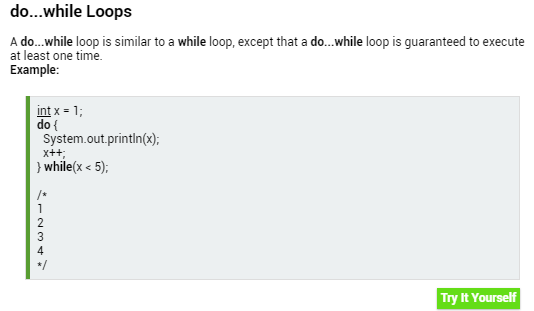 do...while Loops
A do...while loop is similar to a while loop, except that a do...while loop is guaranteed to execute
at least one time.
Example:
int x = 1;
do {
System.out.println(x);
x++;
} while(x < 5);
/*
1
2
3
4
*/
Try It Yourself